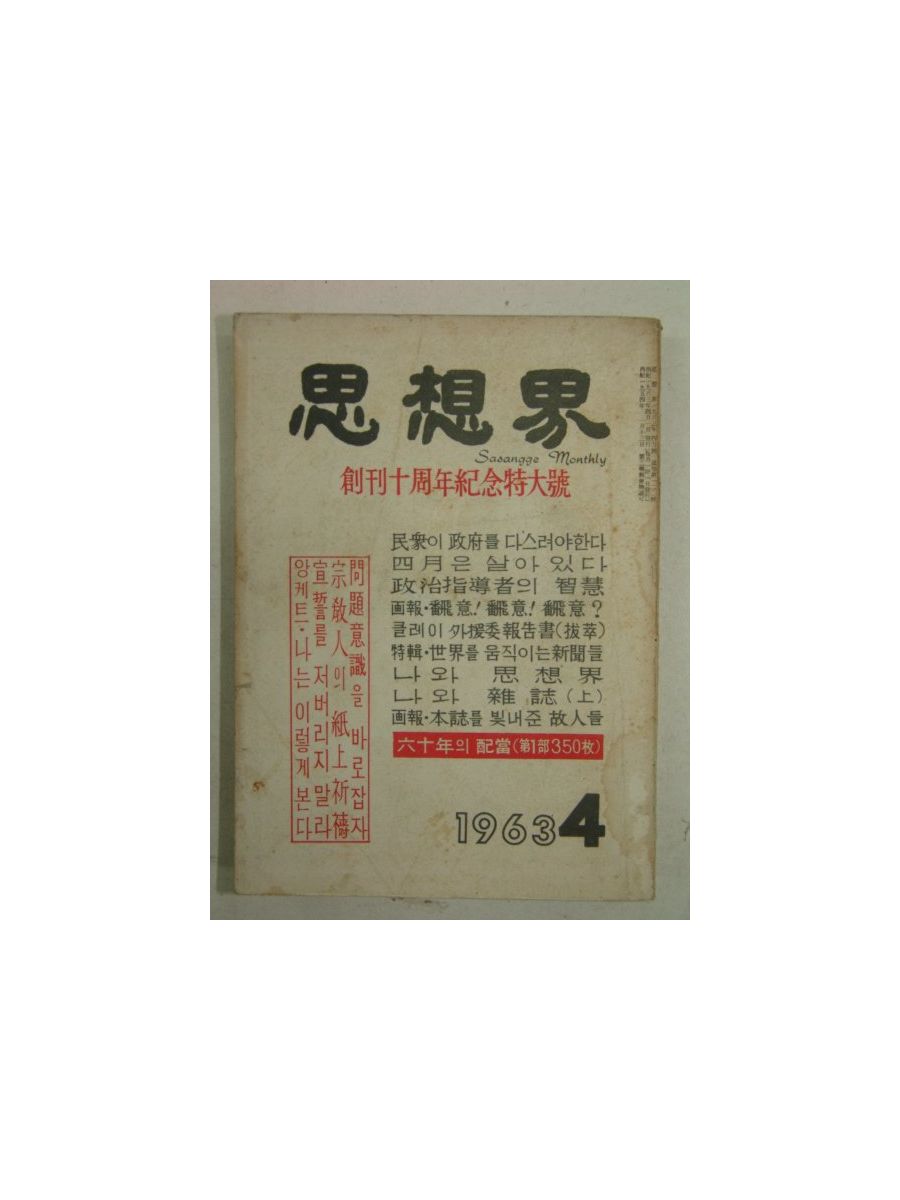 思想界
Sasangge Monthly
創刊十周年紀念特大號
民衆이 政府를 다스려야한다
四月은 살아 있다
政治指導者의 智慧
画報·飜意! 飜意! 飜意?
클레이 外援委報告書(拔萃)
特輯·世界를 움직이는新聞들
나와 思想界
나와 雜誌(上)
画報·本誌를 빛내준 故人들
六十年의 配當(第1部350枚)
問題意識을 바로잡자
宗敎人의 紙上祈禱
宣誓를 저버리지말라
앙케트·나는 이렇게 본다
1963 4